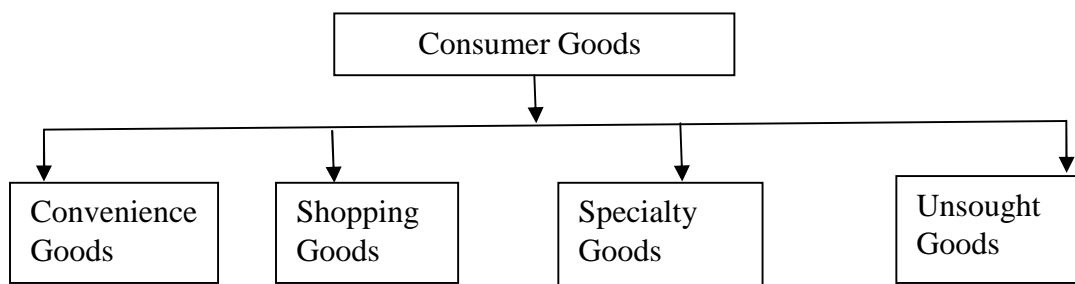 Consumer Goods
Convenience
Goods
Shopping
Goods
Specialty
Goods
Unsought
Goods